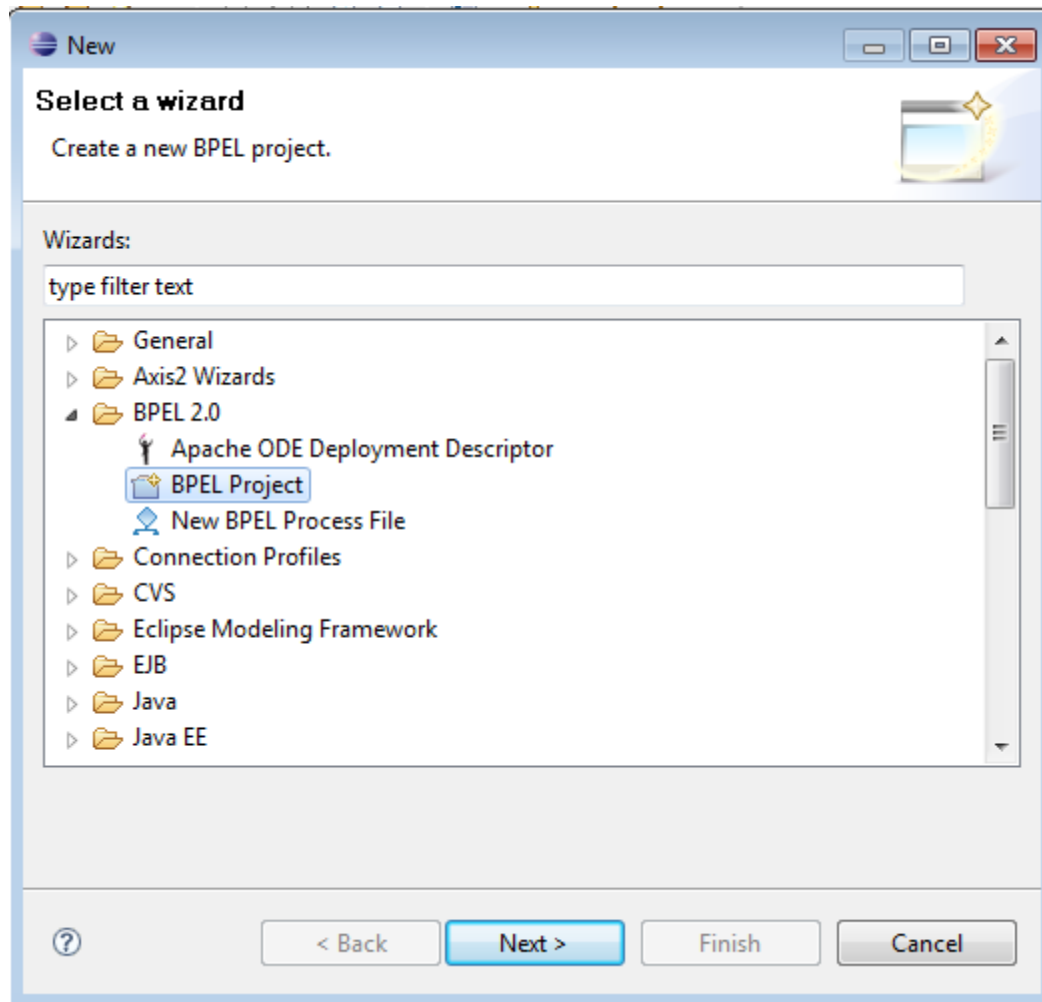 New
Select a wizard
Create a new BPEL project.
Wizards:
type filter text
General
Axis2 Wizards
BPEL 2.0
Apache ODE Deployment Descriptor
BPEL Project
New BPEL Process File
Connection Profiles
CVS
Eclipse Modeling Framework
EJB
Java
Java EE
? < Back Next > Finish Cancel